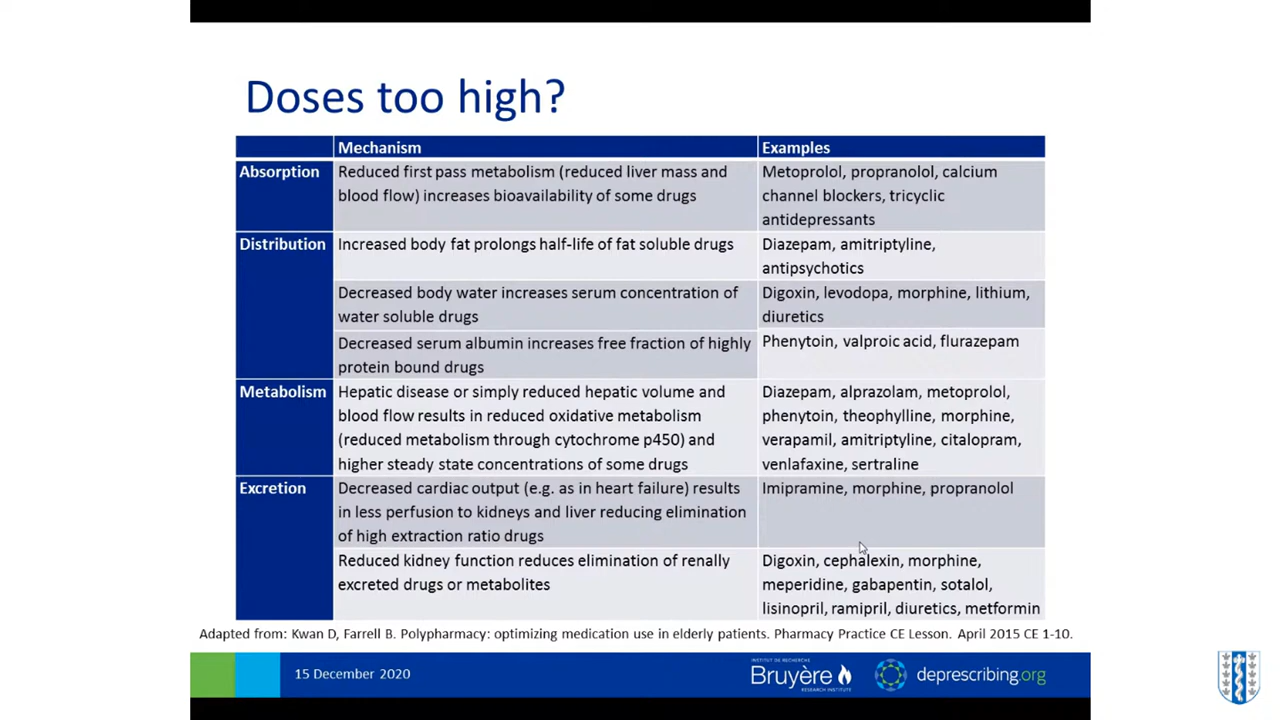 Doses too high?
Mechanism Examples
Absorption Reduced first pass metabolism (reduced liver mass and Metoprolol, propranolol, calcium
blood flow) increases bioavailability of some drugs channel blockers, tricyclic
antidepressants
Distribution Increased body fat prolongs half-life of fat soluble drugs Diazepam, amitriptyline,
antipsychotics
Decreased body water increases serum concentration of Digoxin, levodopa, morphine, lithium,
water soluble drugs diuretics
Decreased serum albumin increases free fraction of highly Phenytoin, valproic acid, flurazepam
protein bound drugs
Metabolism Hepatic disease or simply reduced hepatic volume and Diazepam, alprazolam, metoprolol,
blood flow results in reduced oxidative metabolism phenytoin, theophylline, morphine,
(reduced metabolism through cytochrome p450) and verapamil, amitriptyline, citalopram,
higher steady state concentrations of some drugs venlafaxine, sertraline
Excretion Decreased cardiac output (e.g. as in heart failure) results Imipramine, morphine, propranolol
in less perfusion to kidneys and liver reducing elimination
of high extraction ratio drugs
Reduced kidney function reduces elimination of renally Digoxin, cephalexin, morphine,
excreted drugs or metabolites meperidine, gabapentin, sotalol,
lisinopril, ramipril, diuretics, metformin
Adapted from: Kwan D, Farrell B. Polypharmacy: optimizing medication use in elderly patients. Pharmacy Practice CE Lesson. April 2015 CE 1-10.
15 December 2020
INSTITUT DE RECHERCHE
Bruyère
RESEARCH INSTITUTE
deprescribing.org